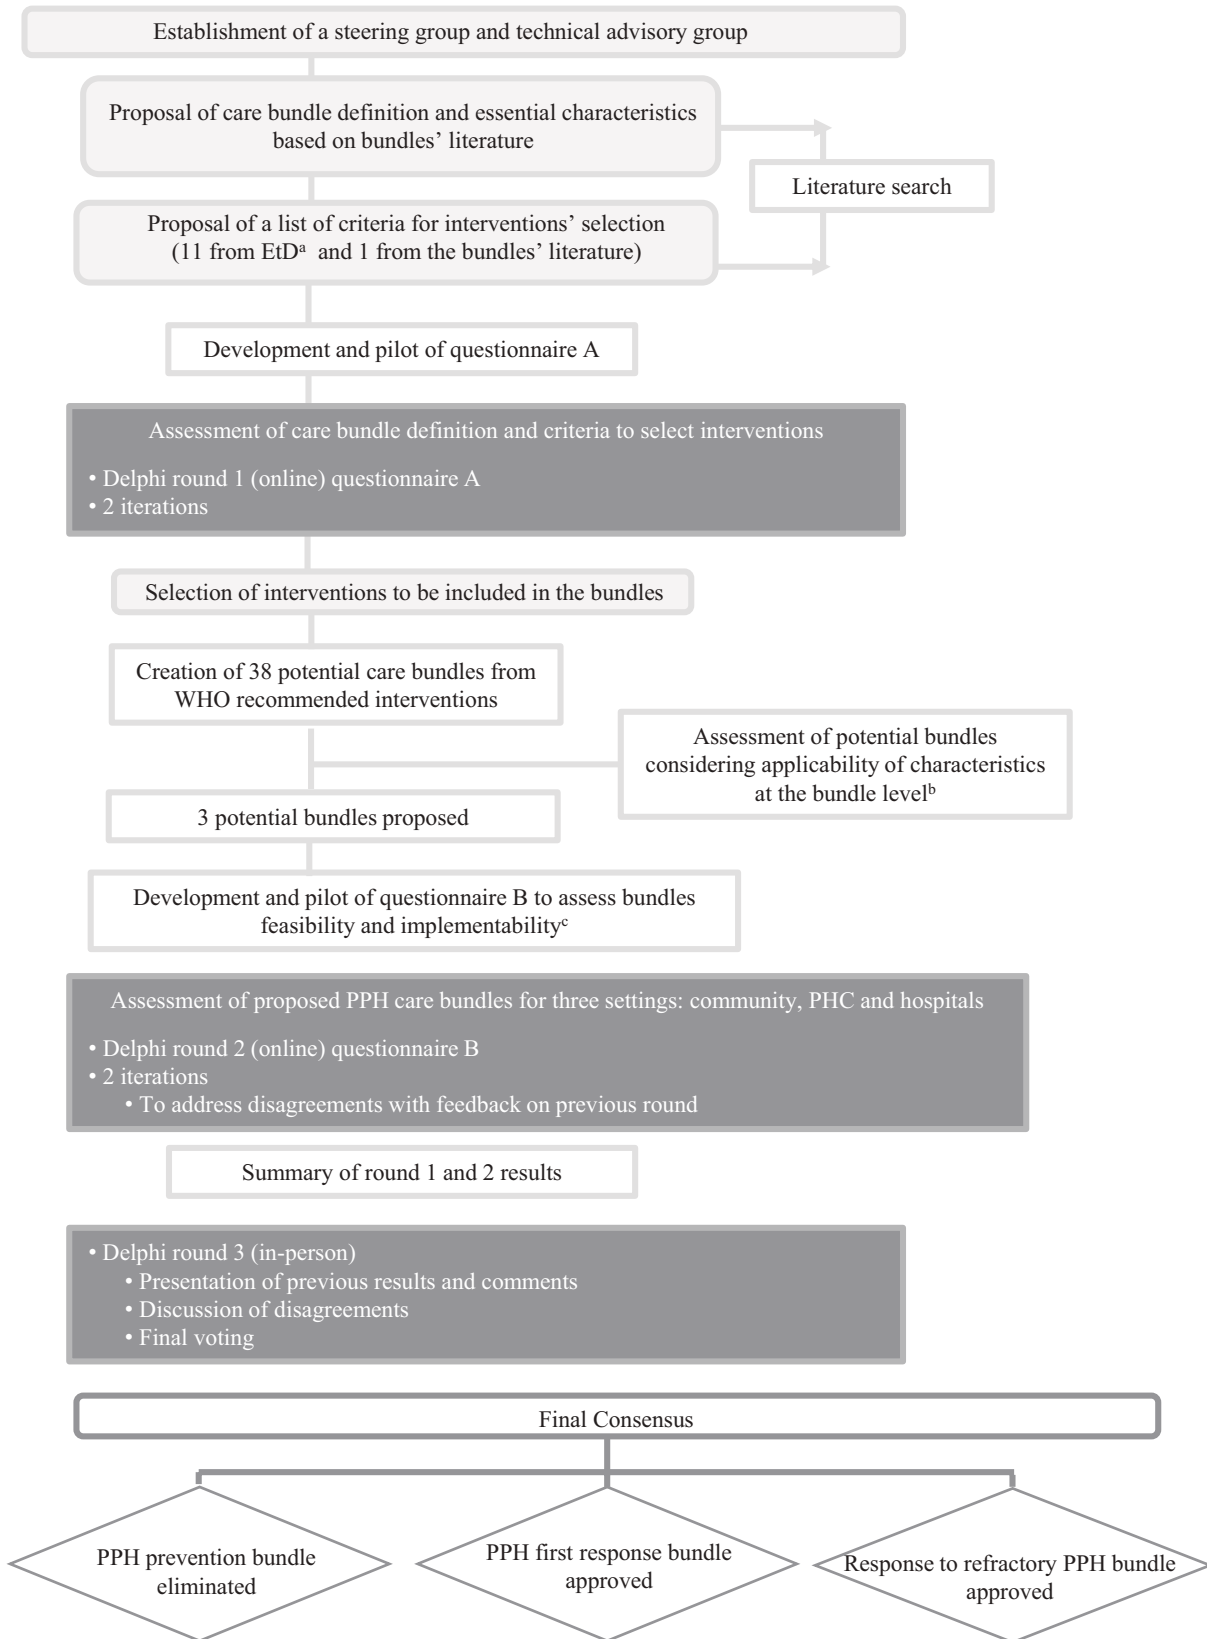 Establishment of a steering group and technical advisory group
Proposal of care bundle definition and essential characteristics
based on bundles’ literature
Literature search
Proposal of a list of criteria for interventions’ selection
(11 from EtDᵃ and 1 from the bundles’ literature)
Development and pilot of questionnaire A
Assessment of care bundle definition and criteria to select interventions
• Delphi round 1 (online) questionnaire A
• 2 iterations
Selection of interventions to be included in the bundles
Creation of 38 potential care bundles from
WHO recommended interventions
Assessment of potential bundles
considering applicability of characteristics
at the bundle levelᵇ
3 potential bundles proposed
Development and pilot of questionnaire B to assess bundles
feasibility and implementabilityᶜ
Assessment of proposed PPH care bundles for three settings: community, PHC and hospitals
• Delphi round 2 (online) questionnaire B
• 2 iterations
• To address disagreements with feedback on previous round
Summary of round 1 and 2 results
• Delphi round 3 (in-person)
• Presentation of previous results and comments
• Discussion of disagreements
• Final voting
Final Consensus
PPH prevention bundle
eliminated
PPH first response bundle
approved
Response to refractory PPH bundle
approved